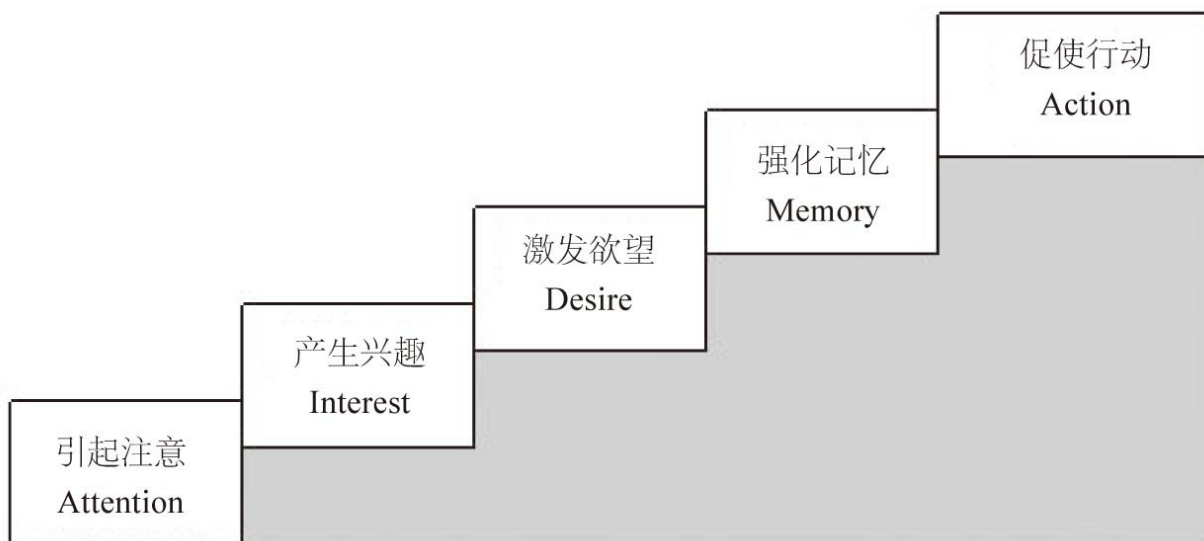 促使行动
Action
强化记忆
Memory
激发欲望
Desire
产生兴趣
Interest
引起注意
Attention